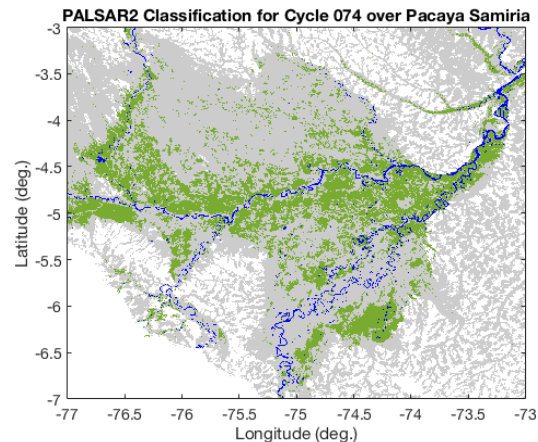 PALSAR2 Classification for Cycle 074 over Pacaya Samiria
-3
-3.5
-4
-4.5
-5
-5.5
-6
-6.5
-7
Latitude (deg.)
-77 -76.5 -76 -75.5 -75 -74.5 -74 -73.5 -73
Longitude (deg.)